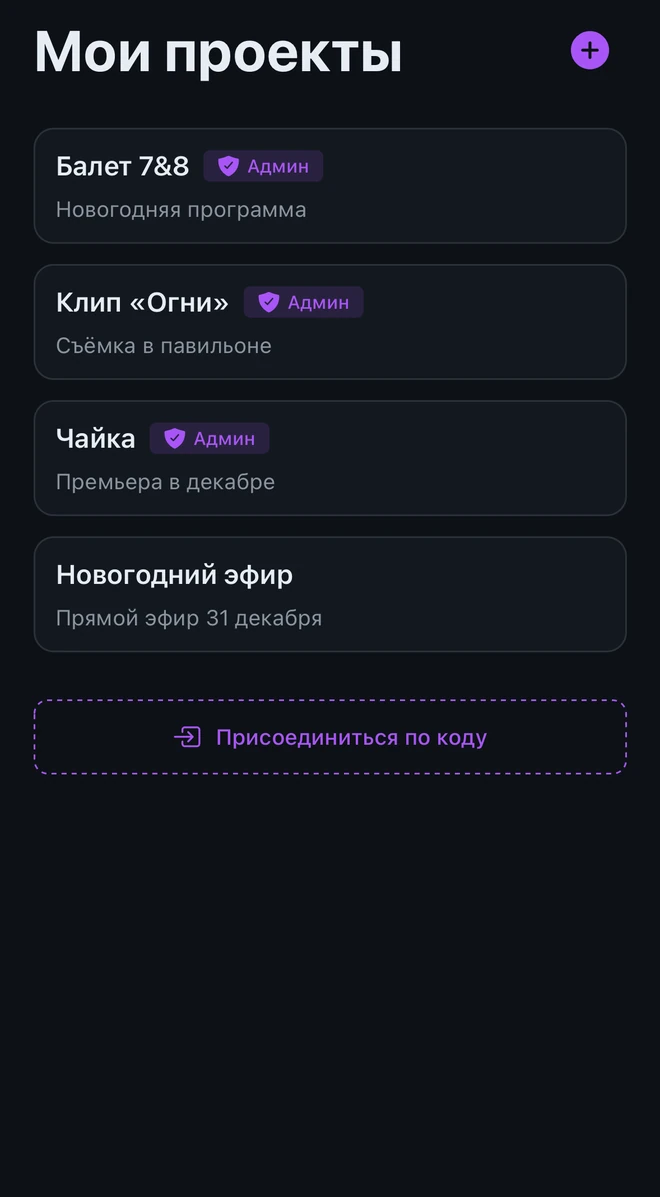 Мои проекты
Балет 7&8 Админ
Новогодняя программа
Клип «Огни» Админ
Съёмка в павильоне
Чайка Админ
Премьера в декабре
Новогодний эфир
Прямой эфир 31 декабря
Присоединиться по коду